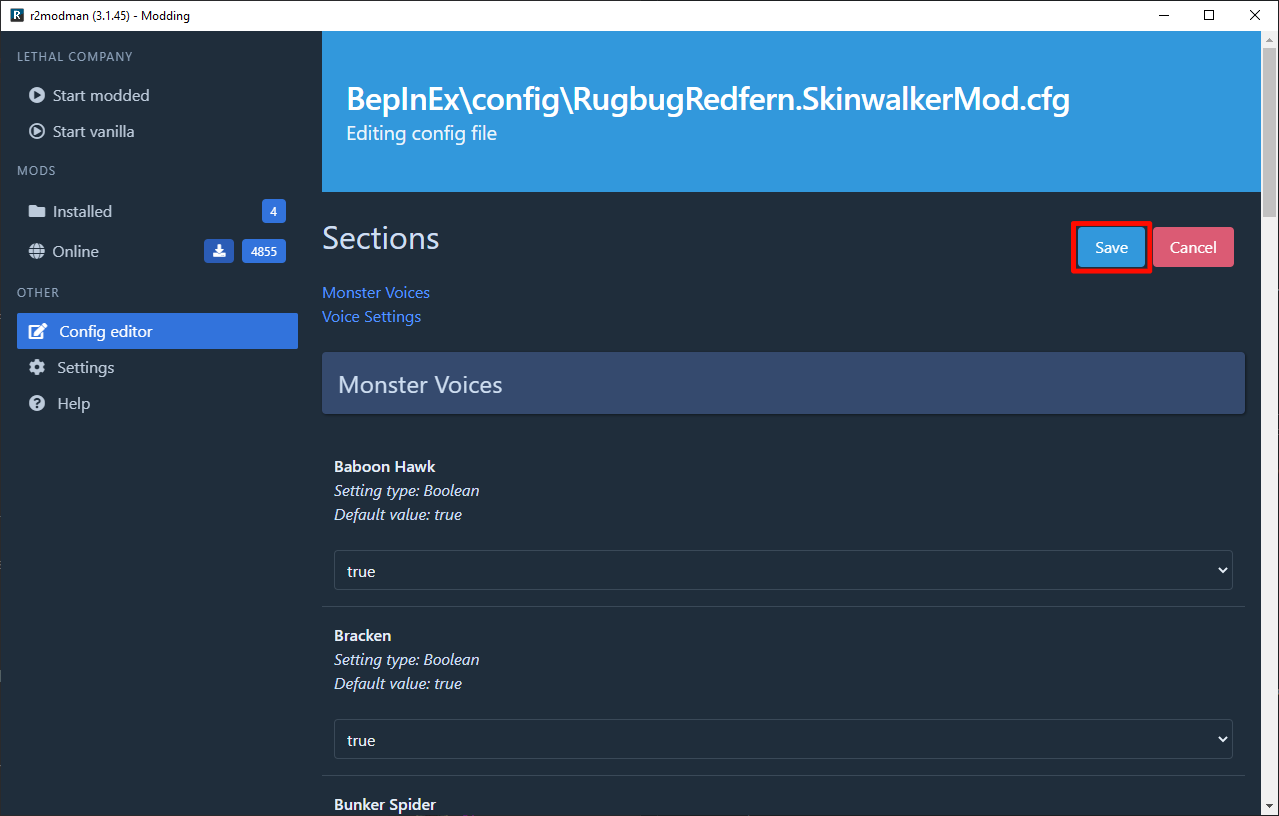 r2modman (3.1.45) - Modding
LETHAL COMPANY
Start modded
Start vanilla
MODS
Installed
4
Online
4855
OTHER
Config editor
Settings
Help
BepInEx\config\RugbugRedfern.SkinwalkerMod.cfg
Editing config file
Sections
Save
Cancel
Monster Voices
Voice Settings
Monster Voices
Baboon Hawk
Setting type: Boolean
Default value: true
true
Bracken
Setting type: Boolean
Default value: true
true
Bunker Spider